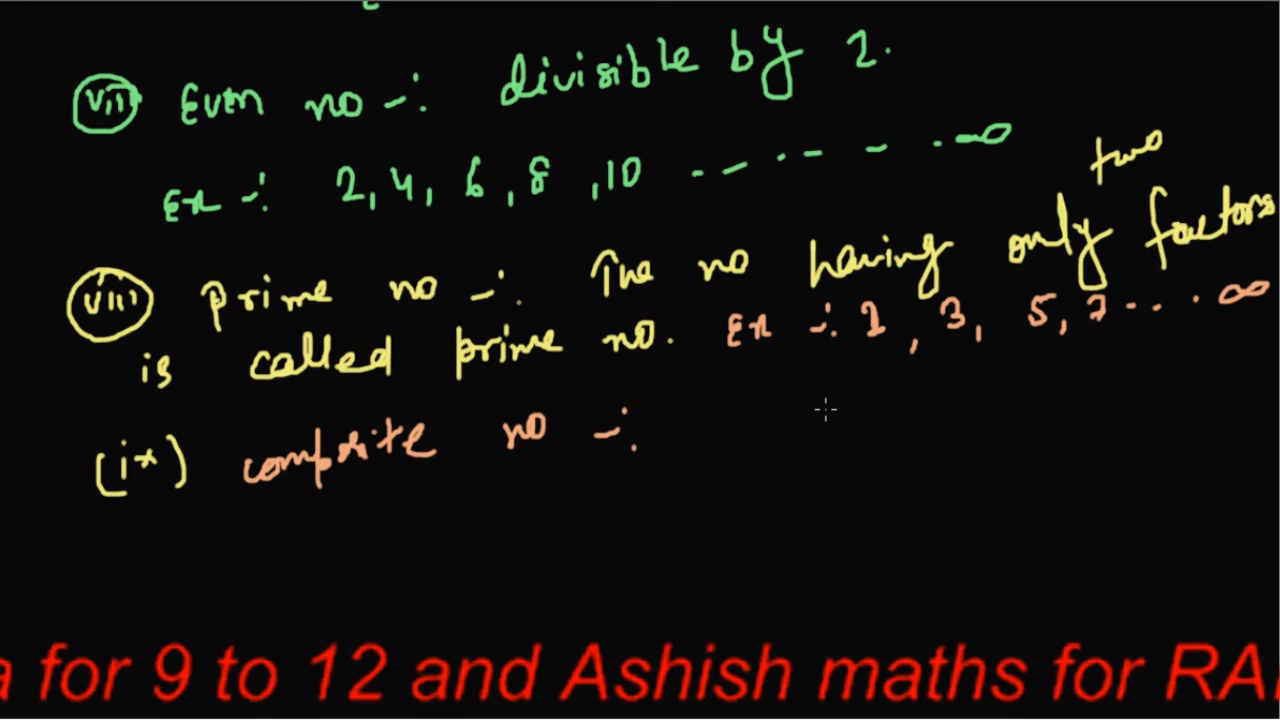 (vii) Even no -: divisible by 2.
Ex -: 2, 4, 6, 8, 10 -- .- - . -∞
two
(viii) Prime no -: The no having only factors
is called prime no. Ex -: 2, 3, 5, 7 - - . ∞
(ix) composite no -:
a for 9 to 12 and Ashish maths for RA